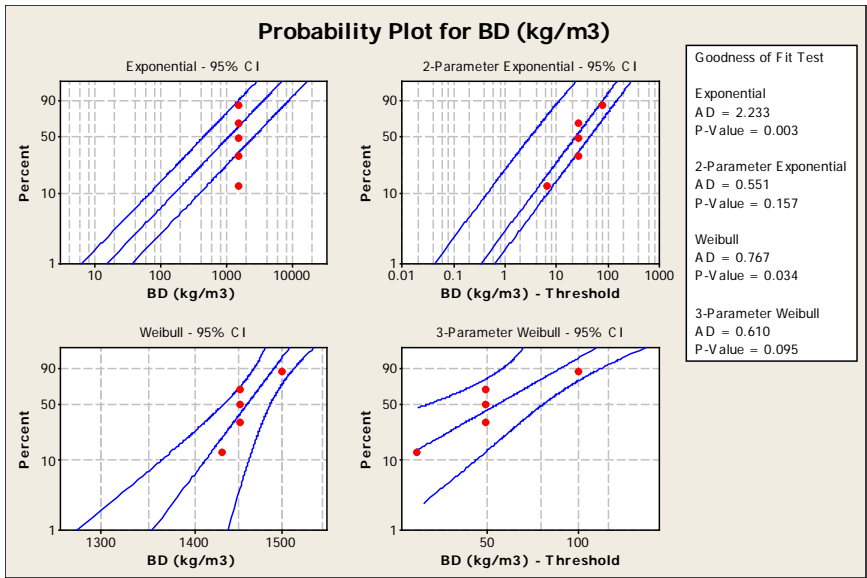 Probability Plot for BD (kg/m3)
Exponential - 95% CI
Percent
90
50
10
1
10
100
1000
10000
BD (kg/m3)
2-Parameter Exponential - 95% CI
Percent
90
50
10
1
0.01
0.1
1
10
100
1000
BD (kg/m3) - Threshold
Weibull - 95% CI
Percent
90
50
10
1
1300
1400
1500
BD (kg/m3)
3-Parameter Weibull - 95% CI
Percent
90
50
10
1
50
100
BD (kg/m3) - Threshold
Goodness of Fit Test
Exponential
AD = 2.233
P-Value = 0.003
2-Parameter Exponential
AD = 0.551
P-Value = 0.157
Weibull
AD = 0.767
P-Value = 0.034
3-Parameter Weibull
AD = 0.610
P-Value = 0.095